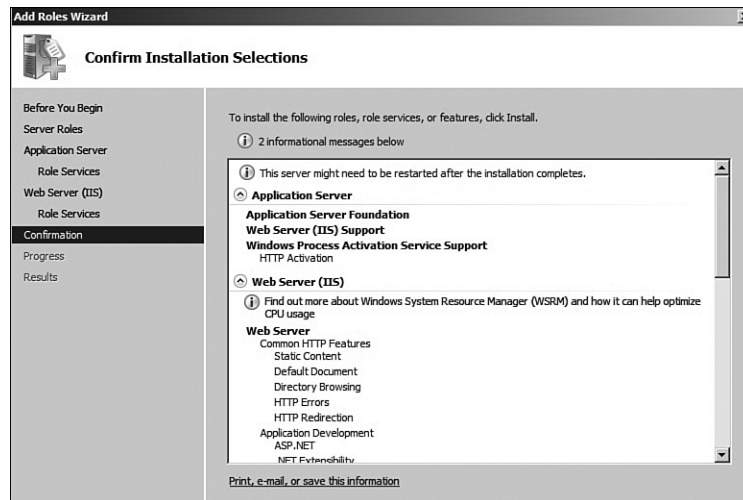 Add Roles Wizard
Confirm Installation Selections
Before You Begin
Server Roles
Application Server
Role Services
Web Server (IIS)
Role Services
Confirmation
Progress
Results
To install the following roles, role services, or features, click Install.
2 informational messages below
This server might need to be restarted after the installation completes.
Application Server
Application Server Foundation
Web Server (IIS) Support
Windows Process Activation Service Support
HTTP Activation
Web Server (IIS)
Find out more about Windows System Resource Manager (WSRM) and how it can help optimize
CPU usage
Web Server
Common HTTP Features
Static Content
Default Document
Directory Browsing
HTTP Errors
HTTP Redirection
Application Development
ASP.NET
.NET Extensibility
Print, e-mail, or save this information